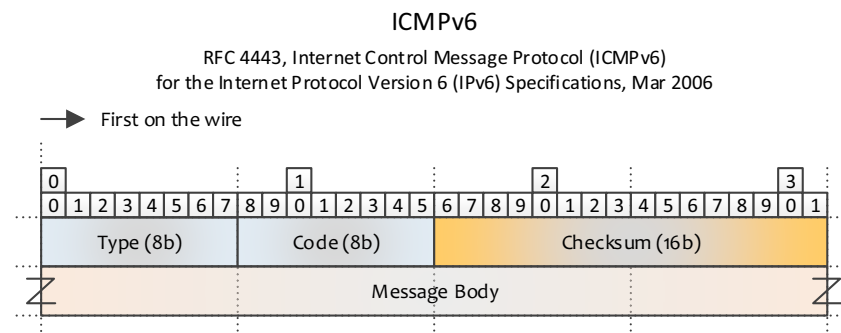 ICMPv6
RFC 4443, Internet Control Message Protocol (ICMPv6)
for the Internet Protocol Version 6 (IPv6) Specifications, Mar 2006
First on the wire
0 1 2 3
0 1 2 3 4 5 6 7 8 9 0 1 2 3 4 5 6 7 8 9 0 1 2 3 4 5 6 7 8 9 0 1
Type (8b) Code (8b) Checksum (16b)
Message Body